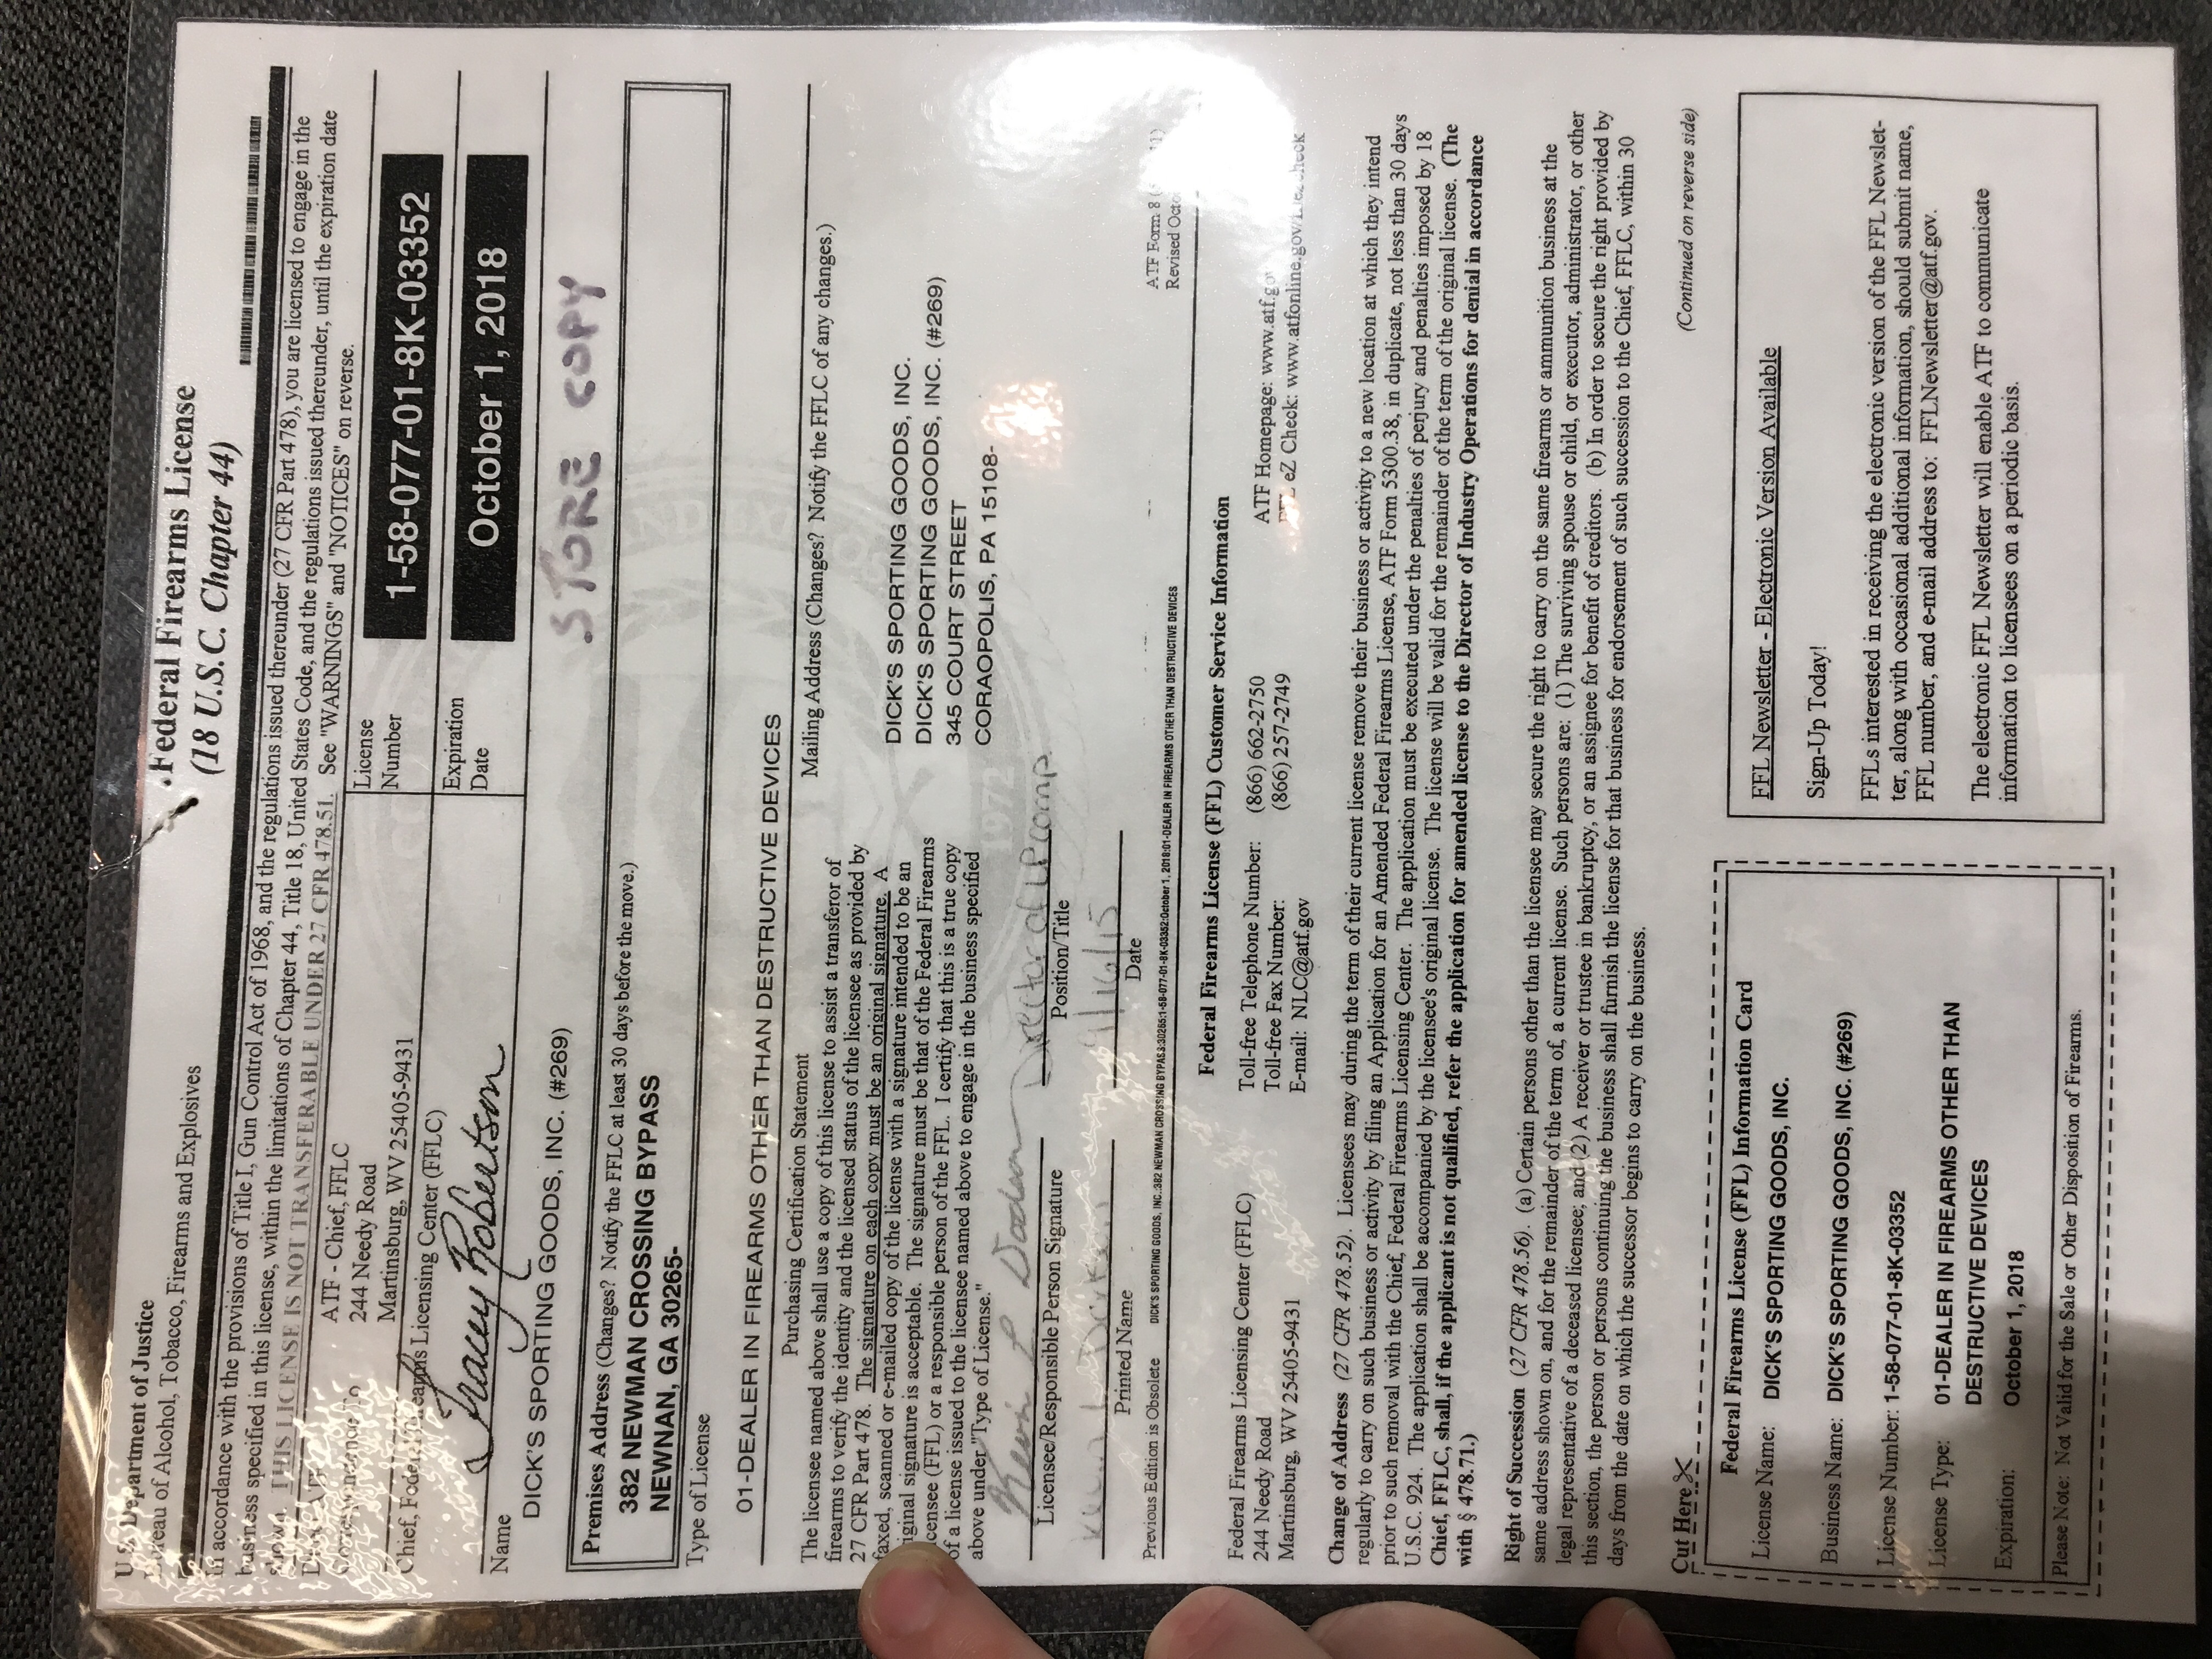 U.S. Department of Justice
Bureau of Alcohol, Tobacco, Firearms and Explosives
Federal Firearms License
(18 U.S.C. Chapter 44)
In accordance with the provisions of Title I, Gun Control Act of 1968, and the regulations issued thereunder (27 CFR Part 478), you are licensed to engage in the
business specified in this license, within the limitations of Chapter 44, Title 18, United States Code, and the regulations issued thereunder, until the expiration date
shown. THIS LICENSE IS NOT TRANSFERABLE UNDER 27 CFR 478.51. See "WARNINGS" and "NOTICES" on reverse.
Direct ATF
Correspondence To
ATF - Chief, FFLC
244 Needy Road
Martinsburg, WV 25405-9431
License
Number
1-58-077-01-8K-03352
Chief, Federal Firearms Licensing Center (FFLC)
Tracey Robertson
Expiration
Date
October 1, 2018
Name
DICK'S SPORTING GOODS, INC. (#269)
STORE COPY
Premises Address (Changes? Notify the FFLC at least 30 days before the move.)
382 NEWMAN CROSSING BYPASS
NEWNAN, GA 30265-
Type of License
01-DEALER IN FIREARMS OTHER THAN DESTRUCTIVE DEVICES
Purchasing Certification Statement
The licensee named above shall use a copy of this license to assist a transferor of
firearms to verify the identity and the licensed status of the licensee as provided by
27 CFR Part 478. The signature on each copy must be an original signature. A
faxed, scanned or e-mailed copy of the license with a signature intended to be an
iginal signature is acceptable. The signature must be that of the Federal Firearms
icensee (FFL) or a responsible person of the FFL. I certify that this is a true copy
of a license issued to the licensee named above to engage in the business specified
above under "Type of License."
Mailing Address (Changes? Notify the FFLC of any changes.)
DICK'S SPORTING GOODS, INC.
DICK'S SPORTING GOODS, INC. (#269)
345 COURT STREET
CORAOPOLIS, PA 15108-
1972
Kevin L Dodson Director of LP comp.
Licensee/Responsible Person Signature Position/Title
9/16/15
Printed Name Date
Previous Edition is Obsolete DICK'S SPORTING GOODS, INC.:382 NEWMAN CROSSING BYPASS:30265:1-58-077-01-8K-03352:October 1, 2018:01-DEALER IN FIREARMS OTHER THAN DESTRUCTIVE DEVICES
ATF Form 8
Revised Octo
Federal Firearms License (FFL) Customer Service Information
Federal Firearms Licensing Center (FFLC)
244 Needy Road
Martinsburg, WV 25405-9431
Toll-free Telephone Number: (866) 662-2750
Toll-free Fax Number: (866) 257-2749
E-mail: NLC@atf.gov
ATF Homepage: www.atf.go
FFL eZ Check: www.atfonline.gov/
Change of Address (27 CFR 478.52). Licensees may during the term of their current license remove their business or activity to a new location at which they intend
regularly to carry on such business or activity by filing an Application for an Amended Federal Firearms License, ATF Form 5300.38, in duplicate, not less than 30 days
prior to such removal with the Chief, Federal Firearms Licensing Center. The application must be executed under the penalties of perjury and penalties imposed by 18
U.S.C. 924. The application shall be accompanied by the licensee's original license. The license will be valid for the remainder of the term of the original license. (The
Chief, FFLC, shall, if the applicant is not qualified, refer the application for amended license to the Director of Industry Operations for denial in accordance
with § 478.71.)
Right of Succession (27 CFR 478.56). (a) Certain persons other than the licensee may secure the right to carry on the same firearms or ammunition business at the
same address shown on, and for the remainder of the term of, a current license. Such persons are: (1) The surviving spouse or child, or executor, administrator, or other
legal representative of a deceased licensee; and (2) A receiver or trustee in bankruptcy, or an assignee for benefit of creditors. (b) In order to secure the right provided by
this section, the person or persons continuing the business shall furnish the license for that business for endorsement of such succession to the Chief, FFLC, within 30
days from the date on which the successor begins to carry on the business.
(Continued on reverse side)
Cut Here
Federal Firearms License (FFL) Information Card
License Name: DICK'S SPORTING GOODS, INC.
Business Name: DICK'S SPORTING GOODS, INC. (#269)
License Number: 1-58-077-01-8K-03352
License Type: 01-DEALER IN FIREARMS OTHER THAN
DESTRUCTIVE DEVICES
Expiration: October 1, 2018
Please Note: Not Valid for the Sale or Other Disposition of Firearms.
FFL Newsletter - Electronic Version Available
Sign-Up Today!
FFLs interested in receiving the electronic version of the FFL Newslet-
ter, along with occasional additional information, should submit name,
FFL number, and e-mail address to: FFLNewsletter@atf.gov.
The electronic FFL Newsletter will enable ATF to communicate
information to licensees on a periodic basis.